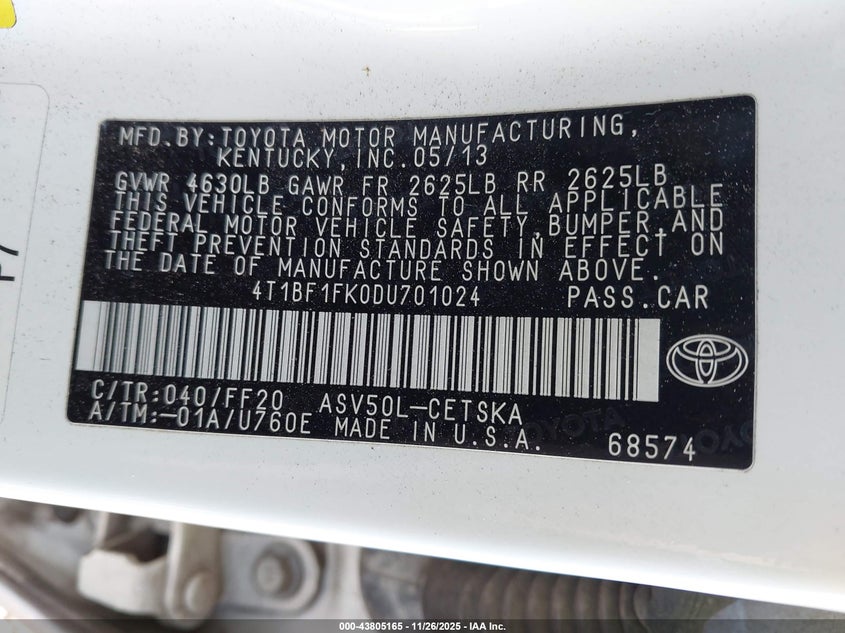 MFD.BY:TOYOTA MOTOR MANUFACTURING,
KENTUCKY,INC.05/13
GVWR 4630LB GAWR FR 2625LB RR 2625LB
THIS VEHICLE CONFORMS TO ALL APPLICABLE
FEDERAL MOTOR VEHICLE SAFETY,BUMPER,AND
THEFT PREVENTION STANDARDS IN EFFECT ON
THE DATE OF MANUFACTURE SHOWN ABOVE.
4T1BF1FK0DU701024 PASS.CAR
C/TR:040/FF20 ASV50L-CETSKA
A/TM:-01A/U760E MADE IN U.S.A.
68574
TOYOTA
000-43805165 - 11/26/2025 - IAA Inc.